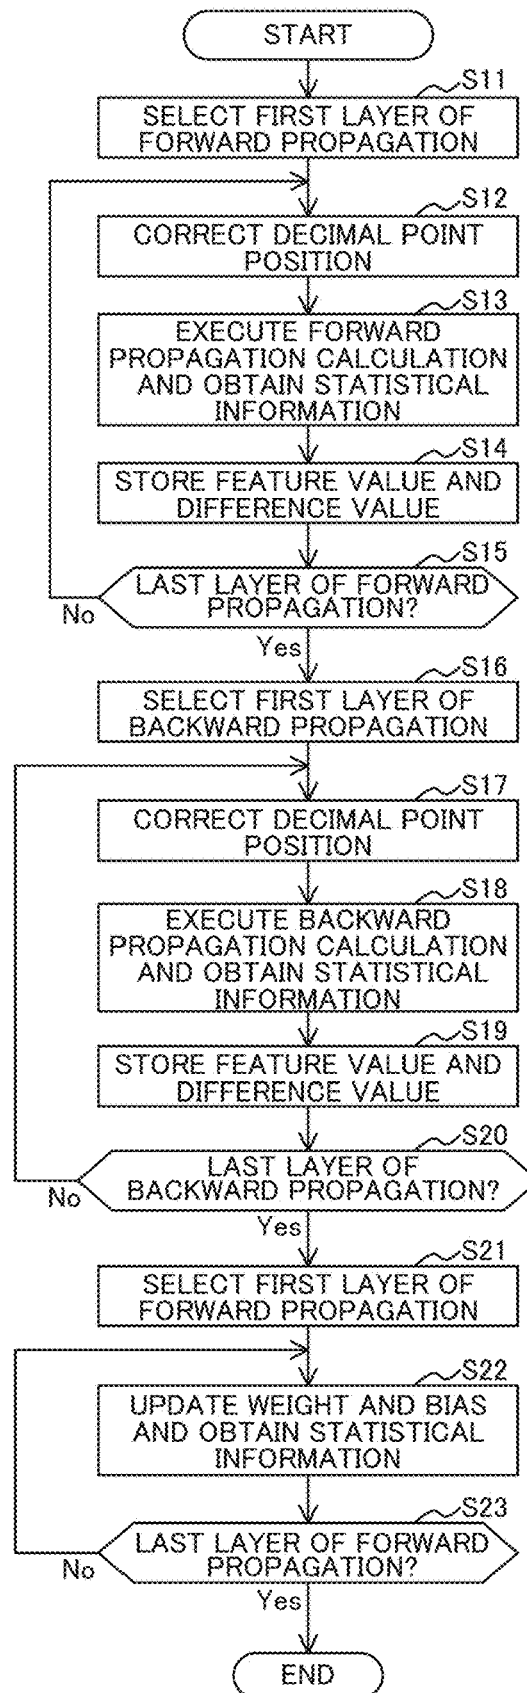 START
S11
SELECT FIRST LAYER OF
FORWARD PROPAGATION
S12
CORRECT DECIMAL POINT
POSITION
S13
EXECUTE FORWARD
PROPAGATION CALCULATION
AND OBTAIN STATISTICAL
INFORMATION
S14
STORE FEATURE VALUE AND
DIFFERENCE VALUE
S15
LAST LAYER OF FORWARD
PROPAGATION?
No
Yes
S16
SELECT FIRST LAYER OF
BACKWARD PROPAGATION
S17
CORRECT DECIMAL POINT
POSITION
S18
EXECUTE BACKWARD
PROPAGATION CALCULATION
AND OBTAIN STATISTICAL
INFORMATION
S19
STORE FEATURE VALUE AND
DIFFERENCE VALUE
S20
LAST LAYER OF
BACKWARD PROPAGATION?
No
Yes
S21
SELECT FIRST LAYER OF
FORWARD PROPAGATION
S22
UPDATE WEIGHT AND BIAS
AND OBTAIN STATISTICAL
INFORMATION
S23
LAST LAYER OF FORWARD
PROPAGATION?
No
Yes
END